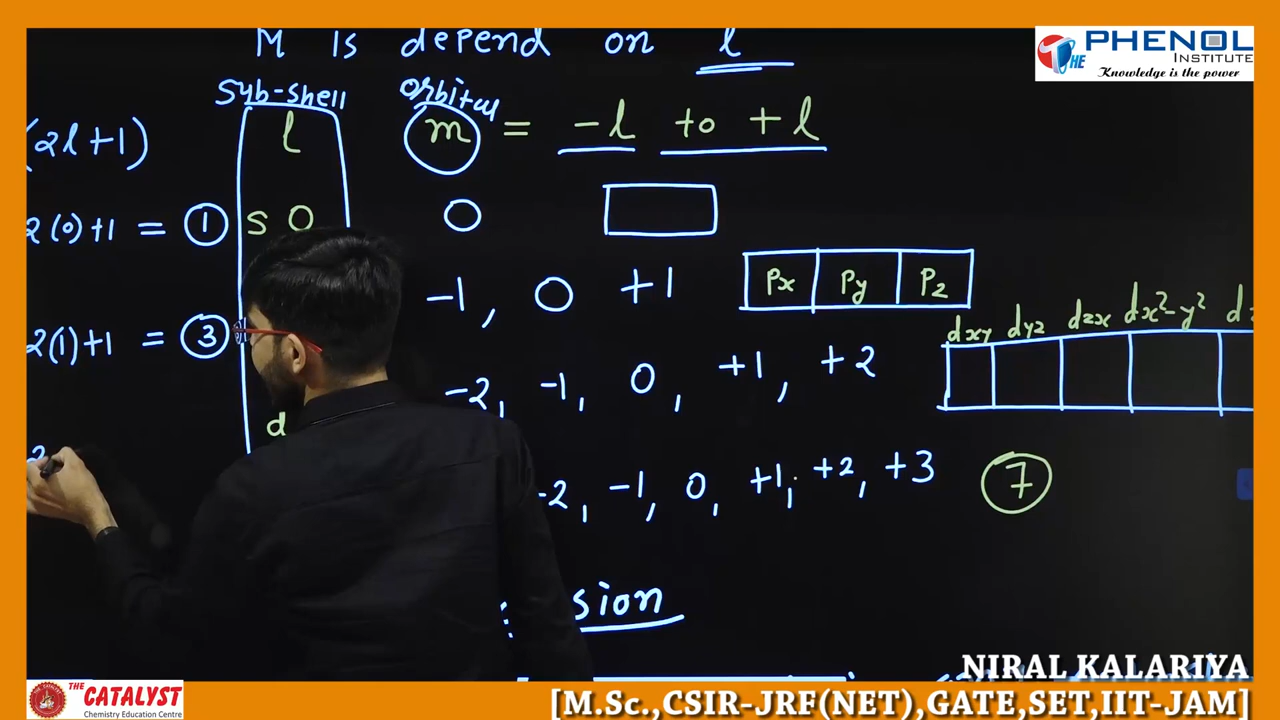 M is depend on l
PHENOL
THE INSTITUTE
Knowledge is the power
Sub-shell orbital
(2l+1) l m = -l to +l
2(0)+1 = 1 s 0 0
-1, 0 +1 Px Py Pz
2(1)+1 = 3
dxy dyz dzx dx²-y²
-2, -1, 0, +1, +2
d
2 -2, -1, 0, +1, +2, +3 7
sion
NIRAL KALARIYA
THE CATALYST
Chemistry Education Centre
[M.Sc.,CSIR-JRF(NET),GATE,SET,IIT-JAM]